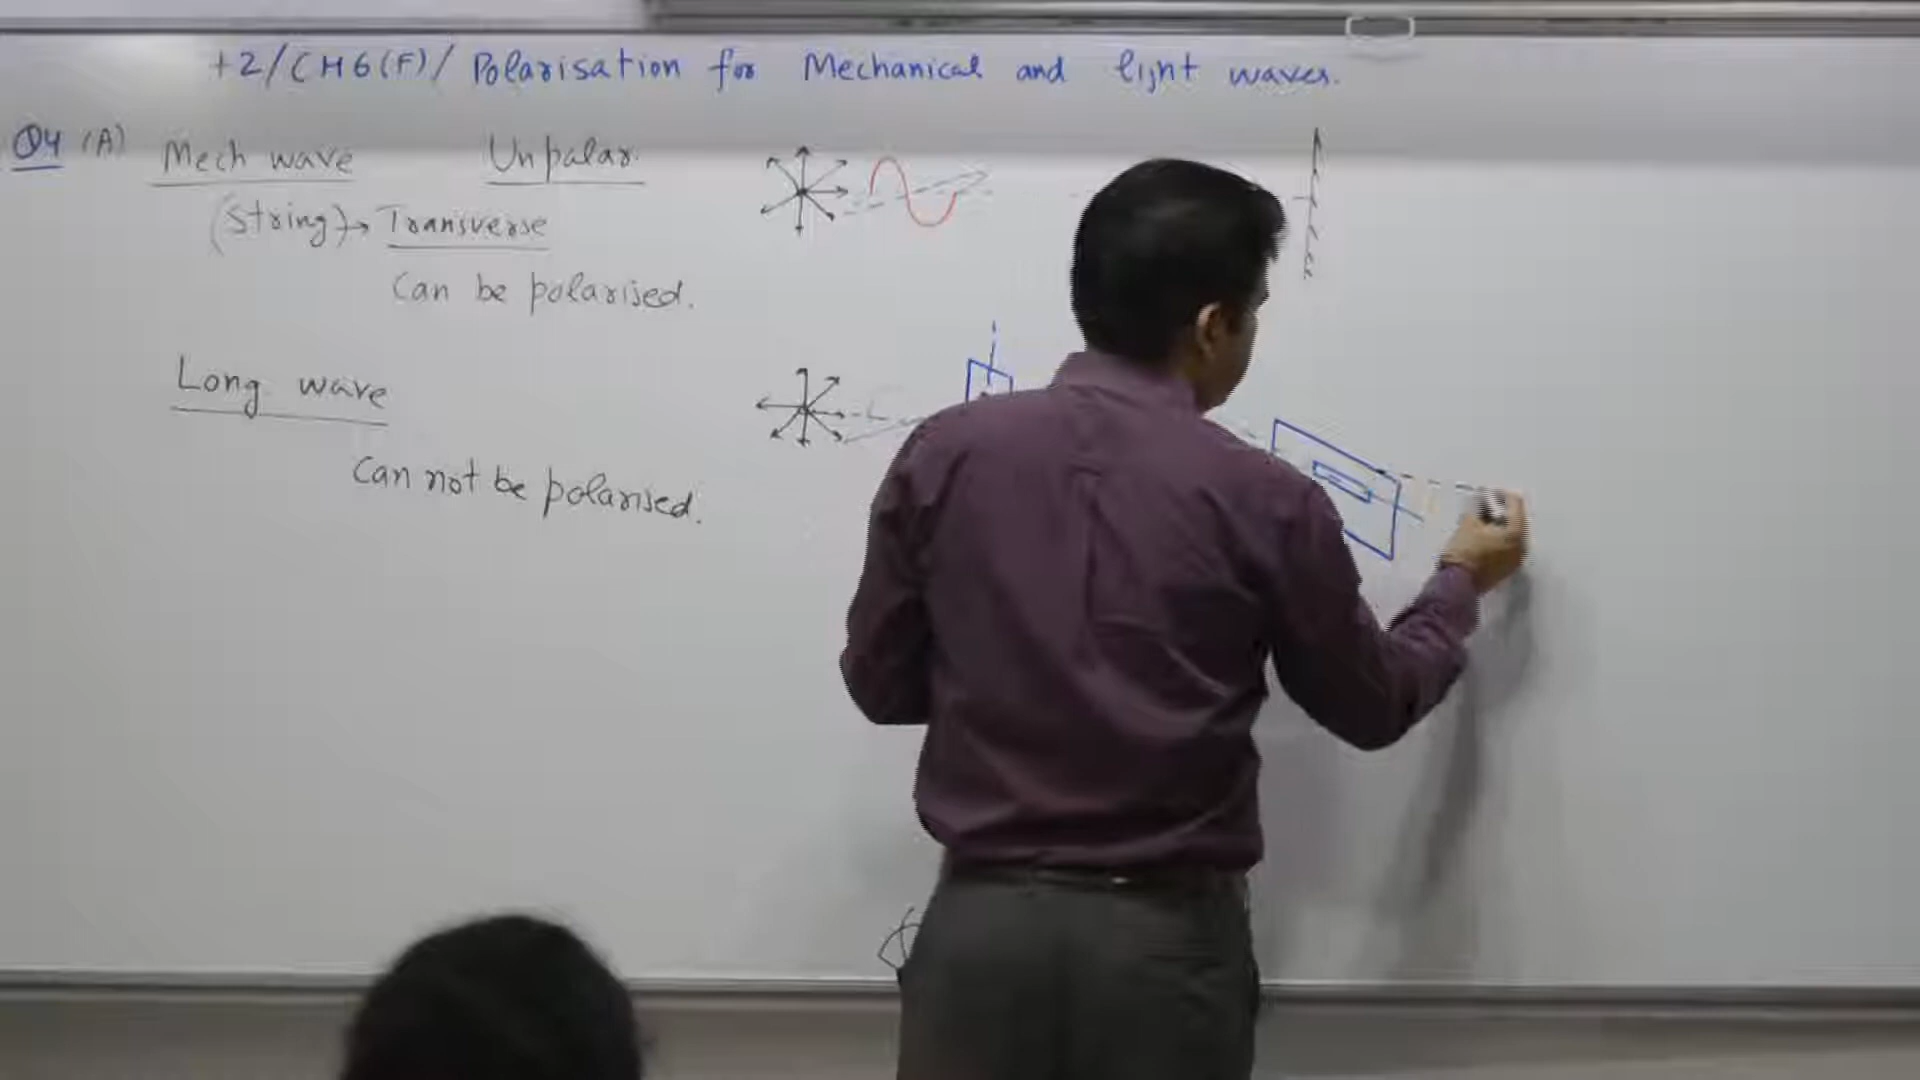 +2/CH6(F)/ Polarisation for Mechanical and light waves.
Q4 (A) Mech wave Unpolar.
(String) → Transverse
Can be polarised.
Long wave
Can not be polarised.